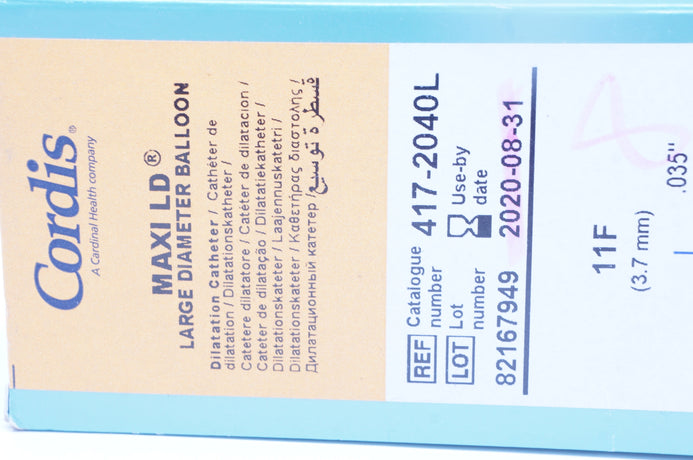 Cordis®
A Cardinal Health company
MAXI LD®
LARGE DIAMETER BALLOON
Dilatation Catheter / Cathéter de
dilatation / Dilatationskatheter /
Catetere dilatatore / Catéter de dilatacion /
Cateter de dilatação / Dilatatiekatheter /
Dilatationskateter / Laajennuskatetri /
Dilatationskateter / Καθετήρας διαστολης /
Дилатационный катетер / قسطرة توسيع
REF Catalogue number 417-2040L
LOT Lot number
Use-by date
82167949 2020-08-31
11F
(3.7 mm)
.035"